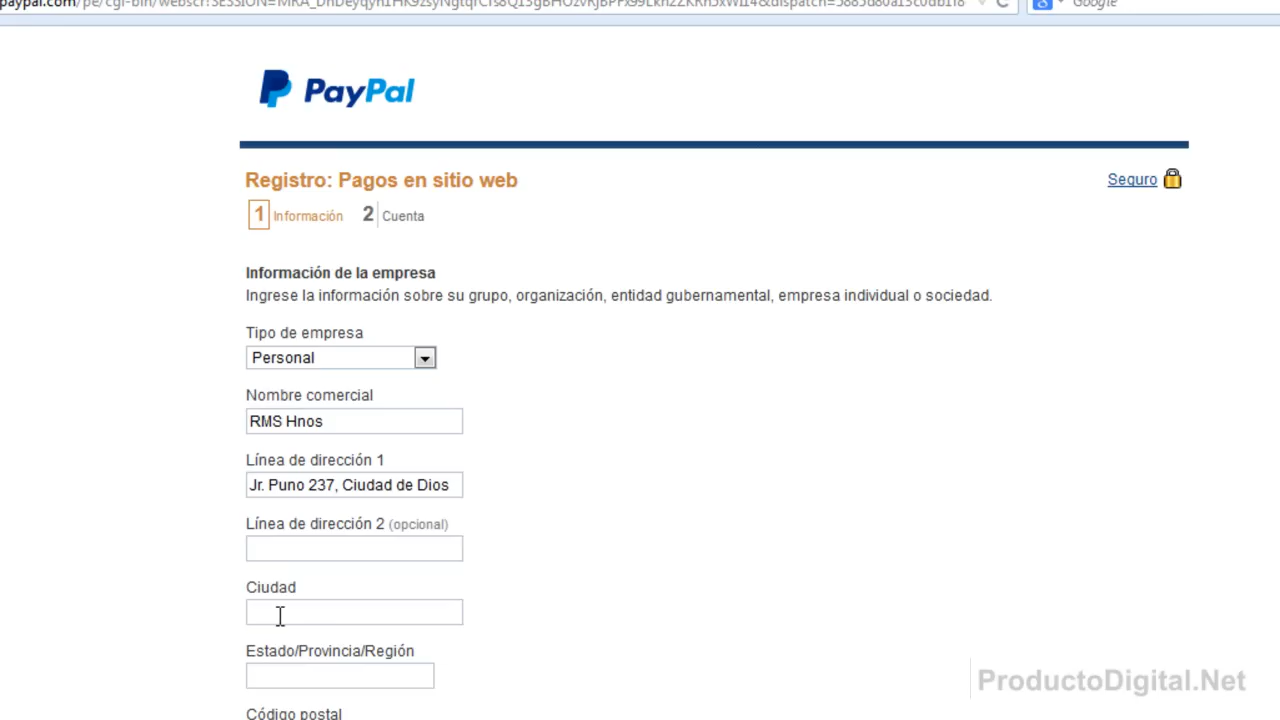 Google
PayPal
Registro: Pagos en sitio web
Seguro
1 Información 2 Cuenta
Información de la empresa
Ingrese la información sobre su grupo, organización, entidad gubernamental, empresa individual o sociedad.
Tipo de empresa
Personal
Nombre comercial
RMS Hnos
Línea de dirección 1
Jr. Puno 237, Ciudad de Dios
Línea de dirección 2 (opcional)
Ciudad
Estado/Provincia/Región
ProductoDigital.Net
Código postal